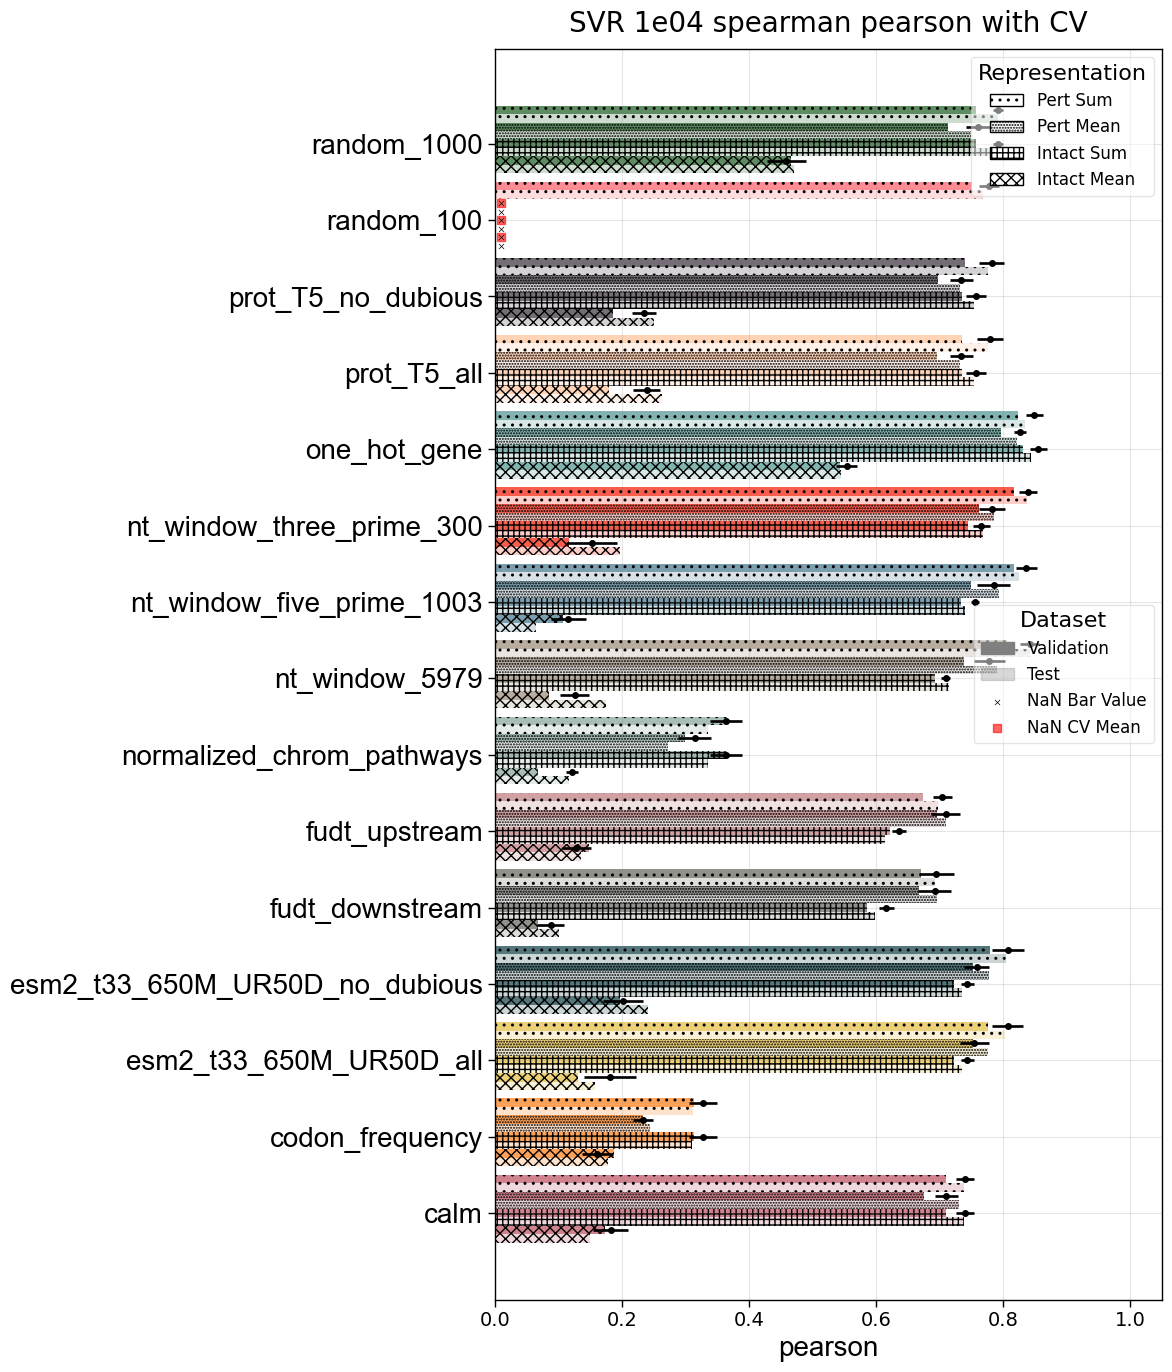 SVR 1e04 spearman pearson with CV
Representation
Pert Sum
Pert Mean
Intact Sum
Intact Mean
random_1000
random_100
prot_T5_no_dubious
prot_T5_all
one_hot_gene
nt_window_three_prime_300
nt_window_five_prime_1003
Dataset
Validation
Test
NaN Bar Value
NaN CV Mean
nt_window_5979
normalized_chrom_pathways
fudt_upstream
fudt_downstream
esm2_t33_650M_UR50D_no_dubious
esm2_t33_650M_UR50D_all
codon_frequency
calm
0.0 0.2 0.4 0.6 0.8 1.0
pearson